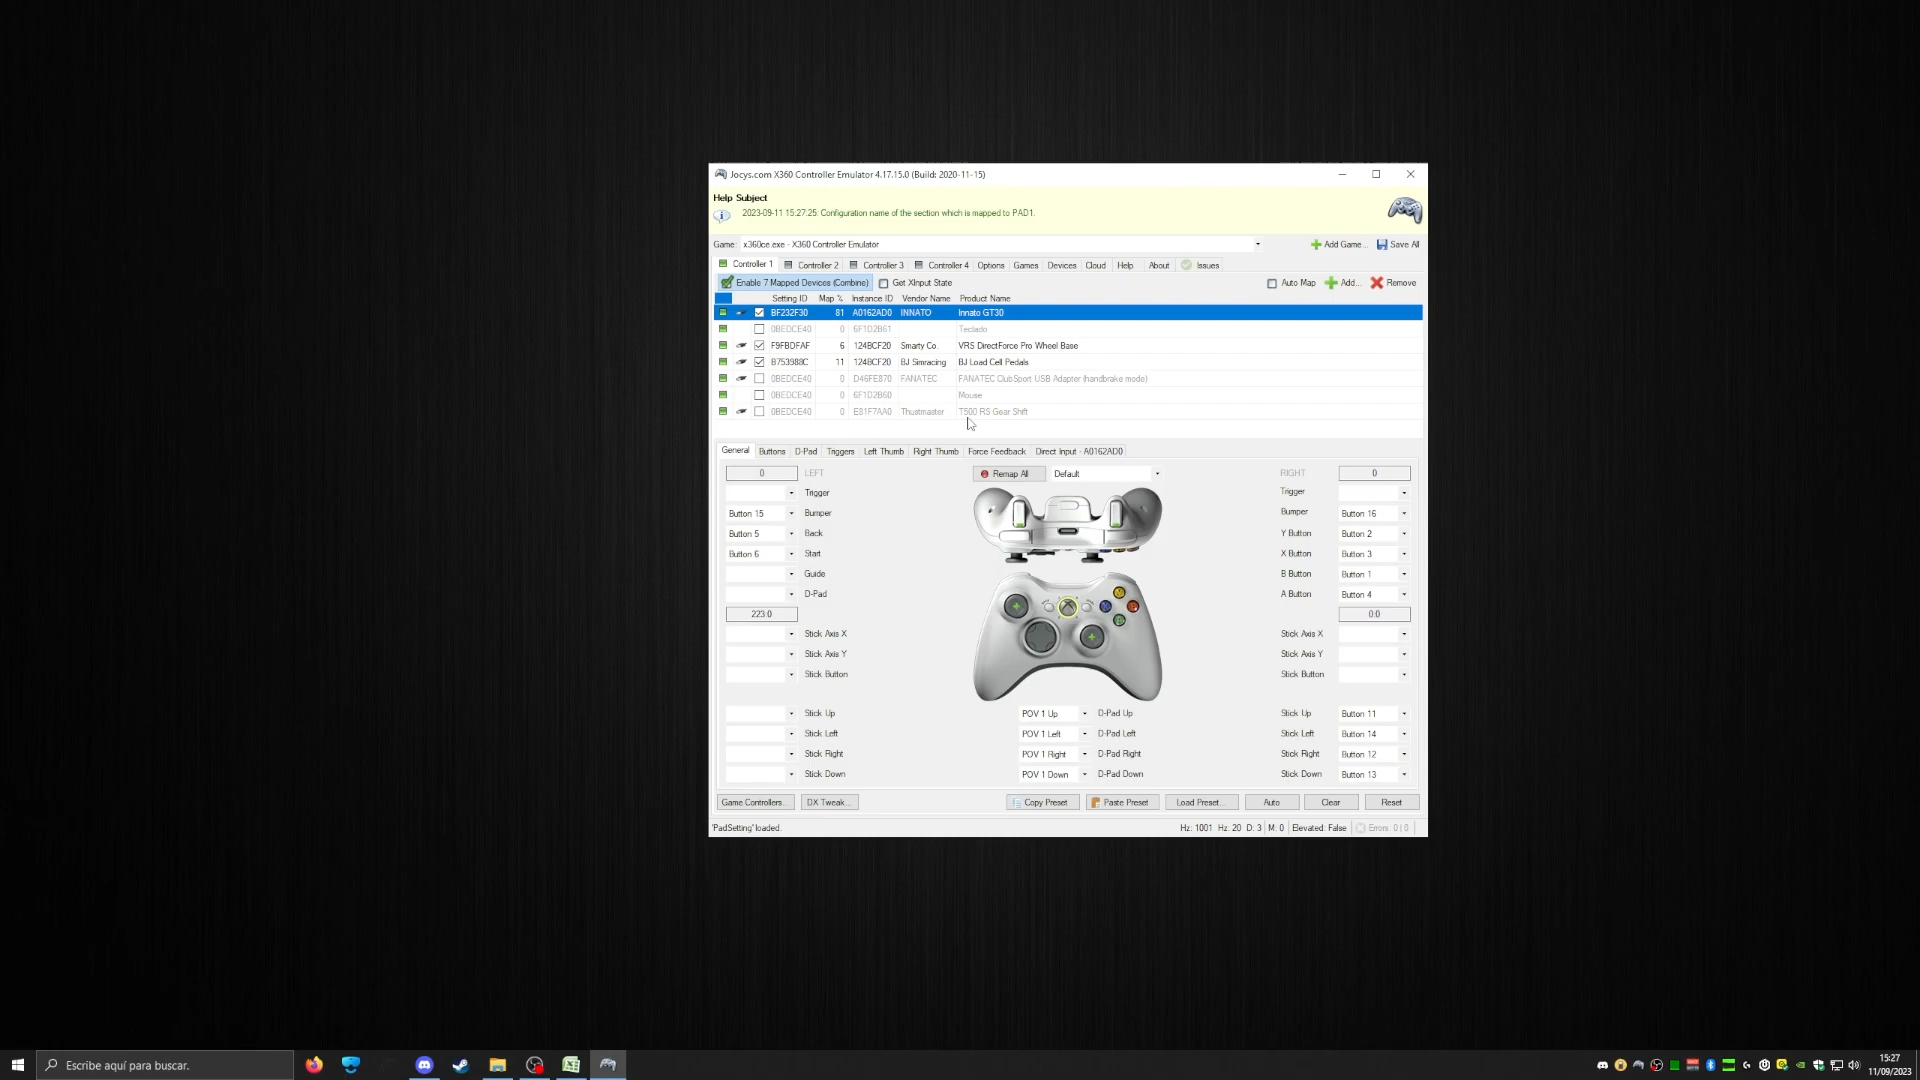 Jocys.com X360 Controller Emulator 4.17.15.0 (Build: 2020-11-15)
Help Subject
2023-09-11 15:27:25: Configuration name of the section which is mapped to PAD1.
Game: x360ce.exe - X360 Controller Emulator Add Game... Save All
Controller 1 Controller 2 Controller 3 Controller 4 Options Games Devices Cloud Help About Issues
Enable 7 Mapped Devices (Combine) Get XInput State Auto Map Add... Remove
Setting ID Map % Instance ID Vendor Name Product Name
BF232F30 81 A0162AD0 INNATO Innato GT30
0BEDCE40 0 6F1D2B61 Teclado
F9FBDFAF 6 124BCF20 Smarty Co. VRS DirectForce Pro Wheel Base
B753988C 11 124BCF20 BJ Simracing BJ Load Cell Pedals
0BEDCE40 0 D46FE870 FANATEC FANATEC ClubSport USB Adapter (handbrake mode)
0BEDCE40 0 6F1D2B60 Mouse
0BEDCE40 0 E81F7AA0 Thustmaster T500 RS Gear Shift
General Buttons D-Pad Triggers Left Thumb Right Thumb Force Feedback Direct Input - A0162AD0
0 LEFT Remap All Default RIGHT 0
Trigger Trigger
Button 15 Bumper Bumper Button 16
Button 5 Back Y Button Button 2
Button 6 Start X Button Button 3
Guide B Button Button 1
D-Pad A Button Button 4
223:0 0:0
Stick Axis X Stick Axis X
Stick Axis Y Stick Axis Y
Stick Button Stick Button
Stick Up POV 1 Up D-Pad Up Stick Up Button 11
Stick Left POV 1 Left D-Pad Left Stick Left Button 14
Stick Right POV 1 Right D-Pad Right Stick Right Button 12
Stick Down POV 1 Down D-Pad Down Stick Down Button 13
Game Controllers... DX Tweak... Copy Preset Paste Preset Load Preset... Auto Clear Reset
'PadSetting' loaded. Hz: 1001 Hz: 20 D: 3 M: 0 Elevated: False Errors: 0 | 0
Escribe aquí para buscar.
15:27
11/09/2023